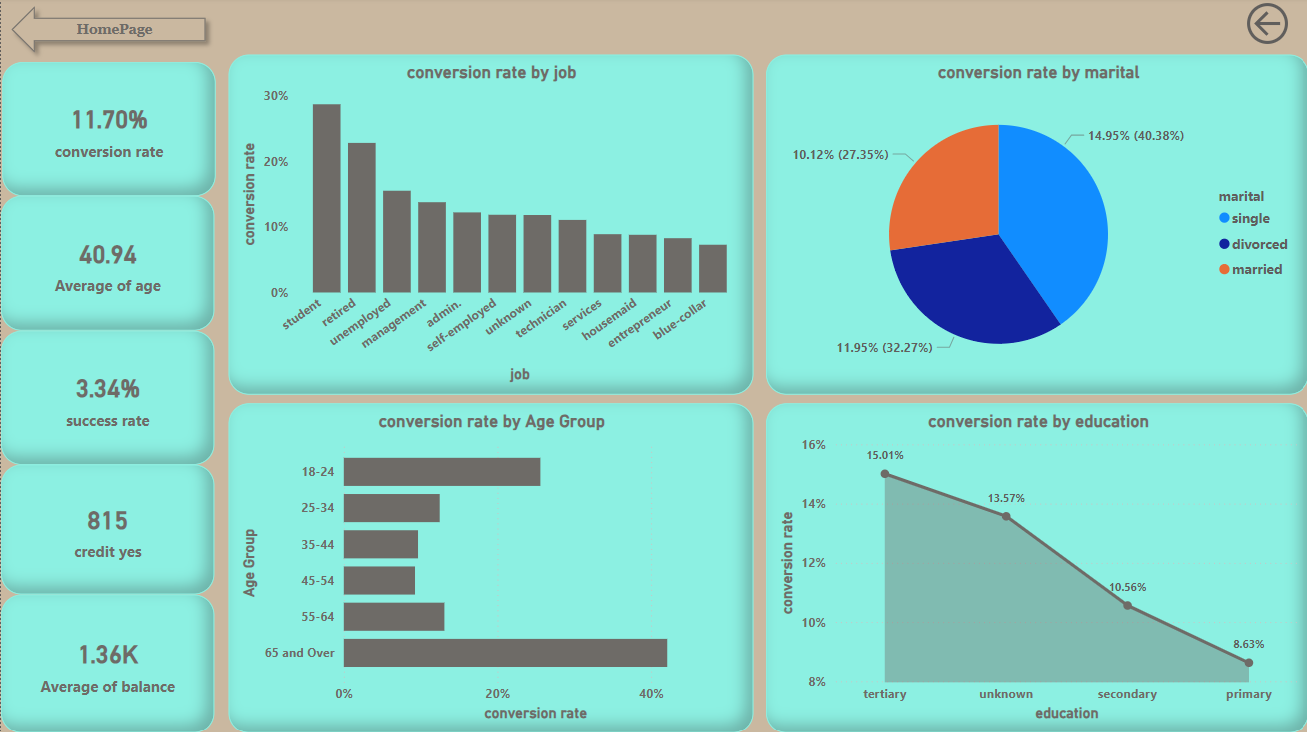 HomePage
11.70%
conversion rate
40.94
Average of age
3.34%
success rate
815
credit yes
1.36K
Average of balance
conversion rate by job
conversion rate
30%
20%
10%
0%
student
retired
unemployed
management
admin.
self-employed
unknown
technician
services
housemaid
entrepreneur
blue-collar
job
conversion rate by marital
14.95% (40.38%)
10.12% (27.35%)
11.95% (32.27%)
marital
single
divorced
married
conversion rate by Age Group
Age Group
18-24
25-34
35-44
45-54
55-64
65 and Over
0%
20%
40%
conversion rate
conversion rate by education
conversion rate
16%
14%
12%
10%
8%
15.01%
13.57%
10.56%
8.63%
tertiary
unknown
secondary
primary
education